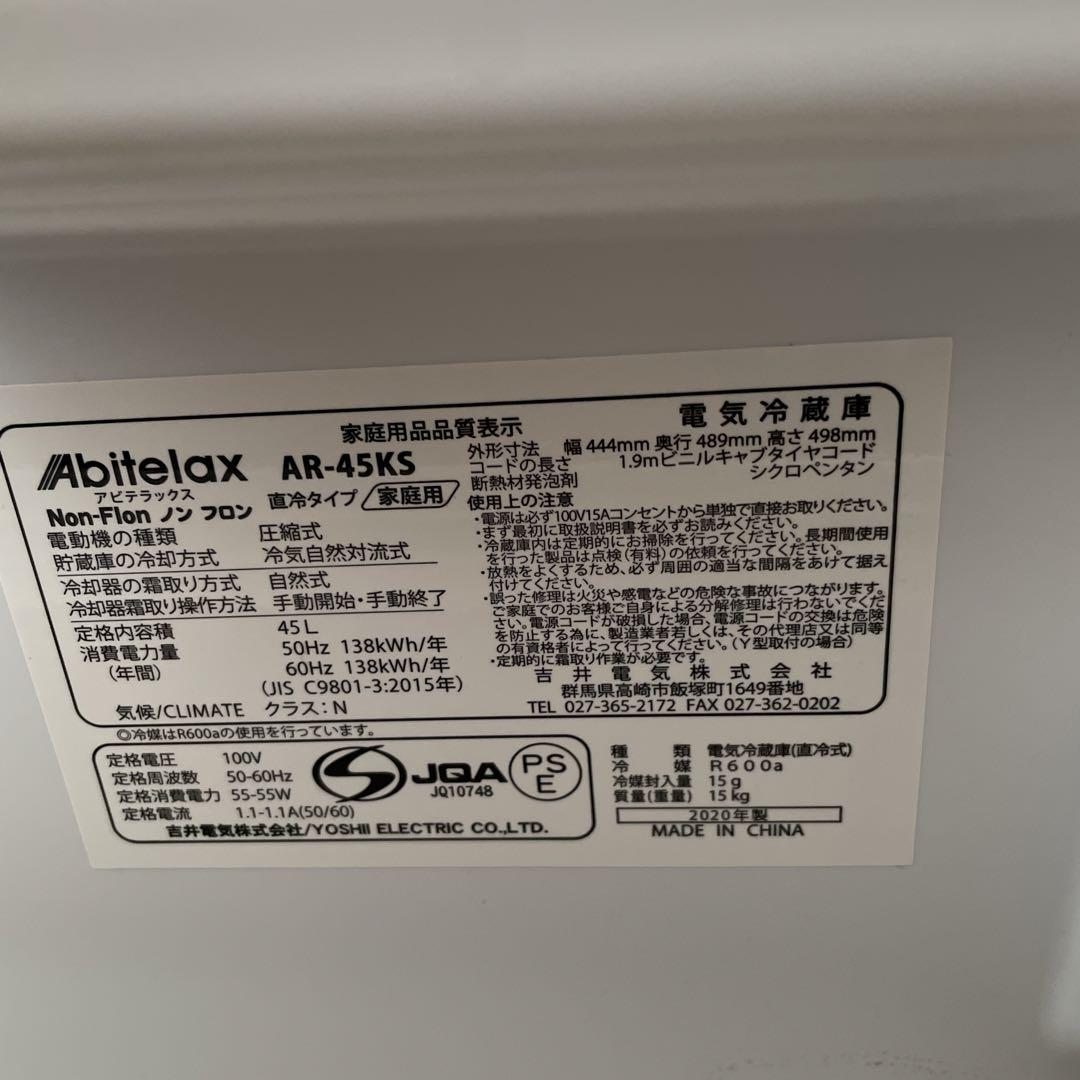 家庭用品品質表示
電気冷蔵庫
Abitelax
アビテラックス
AR-45KS
Non-Flon ノン フロン
直冷タイプ
家庭用
電動機の種類 圧縮式
貯蔵庫の冷却方式 冷気自然対流式
冷却器の霜取り方式 自然式
冷却器霜取り操作方法 手動開始・手動終了
定格内容積 45L
消費電力量 50Hz 138kWh/年
(年間) 60Hz 138kWh/年
(JIS C9801-3:2015年)
気候/CLIMATE クラス:N
外形寸法 幅 444mm 奥行 489mm 高さ 498mm
コードの長さ 1.9mビニルキャブタイヤコード
断熱材発泡剤 シクロペンタン
使用上の注意
・電源は必ず100V15Aコンセントから単独で直接お取りください。
・まず最初に取扱説明書を必ずお読みください。
・冷蔵庫内は定期的にお掃除を行ってください。長期間使用
を行った製品は点検(有料)の依頼を行ってください。
・放熱をよくするため、必ず周囲の適当な間隔をあけて据え
付けてください。
・誤った修理は火災や感電などの危険な事故につながります。
ご家庭でのお客様ご自身による分解修理は行わないでくだ
さい。電源コードが破損した場合、電源コードの交換は危険
を防止する為に、製造業者若しくは、その代理店又は同等
の有資格者によって行ってください。(Y型取付の場合)
・定期的に霜取り作業が必要です。
吉井電気株式会社
群馬県高崎市飯塚町1649番地
TEL 027-365-2172 FAX 027-362-0202
◎冷媒はR600aの使用を行っています。
定格電圧 100V
定格周波数 50-60Hz
定格消費電力 55-55W
定格電流 1.1-1.1A(50/60)
JQA
JQ10748
PS
E
吉井電気株式会社/YOSHII ELECTRIC CO.,LTD.
種類 電気冷蔵庫(直冷式)
冷媒 R600a
冷媒封入量 15g
質量(重量) 15kg
2020年製
MADE IN CHINA